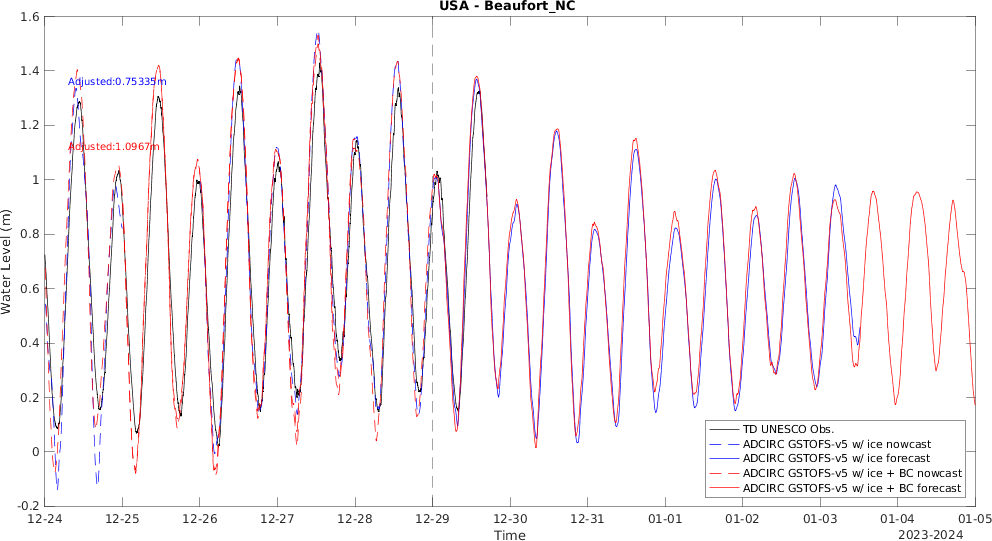 USA - Beaufort_NC
1.6
1.4
1.2
1
0.8
0.6
0.4
0.2
0
-0.2
Water Level (m)
Adjusted:0.75335m
Adjusted:1.0967m
TD UNESCO Obs.
ADCIRC GSTOFS-v5 w/ ice nowcast
ADCIRC GSTOFS-v5 w/ ice forecast
ADCIRC GSTOFS-v5 w/ ice + BC nowcast
ADCIRC GSTOFS-v5 w/ ice + BC forecast
12-24 12-25 12-26 12-27 12-28 12-29 12-30 12-31 01-01 01-02 01-03 01-04 01-05
Time
2023-2024